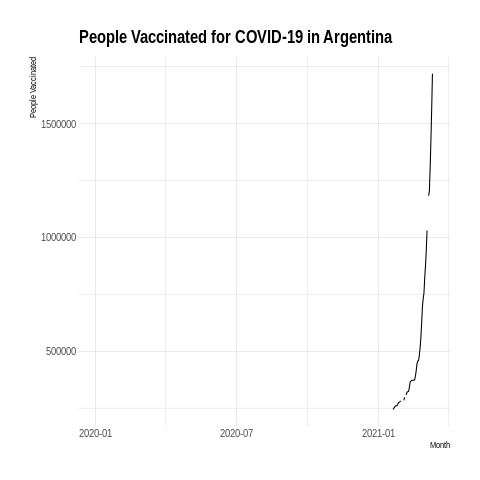 People Vaccinated for COVID-19 in Argentina
People Vaccinated
1500000
1000000
500000
2020-01
2020-07
2021-01
Month